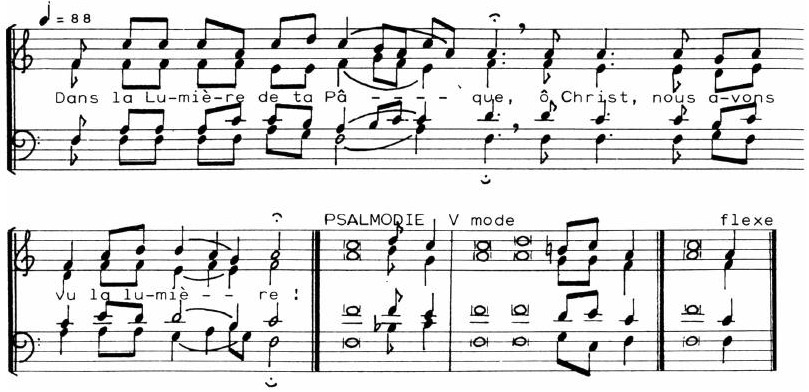 ♩ = 88
Dans la Lu-miè-re de ta Pâ - - - - que, ô Christ, nous a-vons
PSALMODIE V mode flexe
vu la lu-miè - - re !